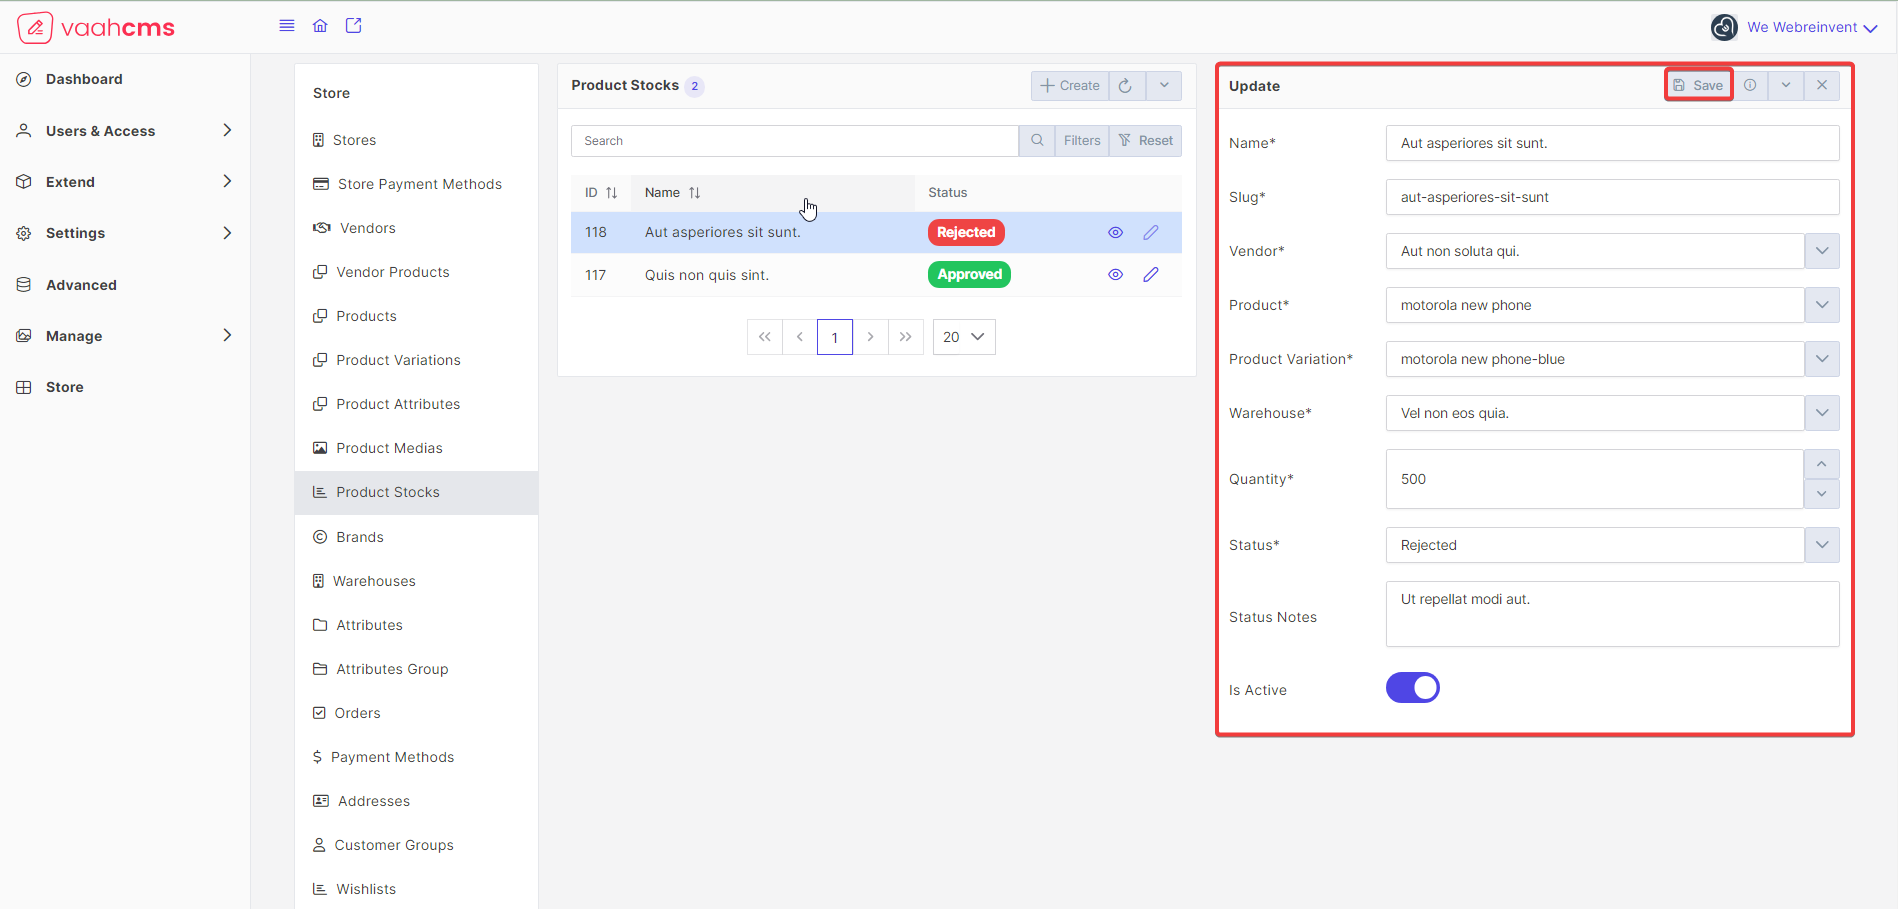 vaahcms
We Webreinvent
Dashboard
Users & Access
Extend
Settings
Advanced
Manage
Store
Store
Stores
Store Payment Methods
Vendors
Vendor Products
Products
Product Variations
Product Attributes
Product Medias
Product Stocks
Brands
Warehouses
Attributes
Attributes Group
Orders
Payment Methods
Addresses
Customer Groups
Wishlists
Product Stocks 2
Create
Search
Filters
Reset
ID Name Status
118 Aut asperiores sit sunt. Rejected
117 Quis non quis sint. Approved
1
20
Update
Save
Name* Aut asperiores sit sunt.
Slug* aut-asperiores-sit-sunt
Vendor* Aut non soluta qui.
Product* motorola new phone
Product Variation* motorola new phone-blue
Warehouse* Vel non eos quia.
Quantity* 500
Status* Rejected
Status Notes Ut repellat modi aut.
Is Active